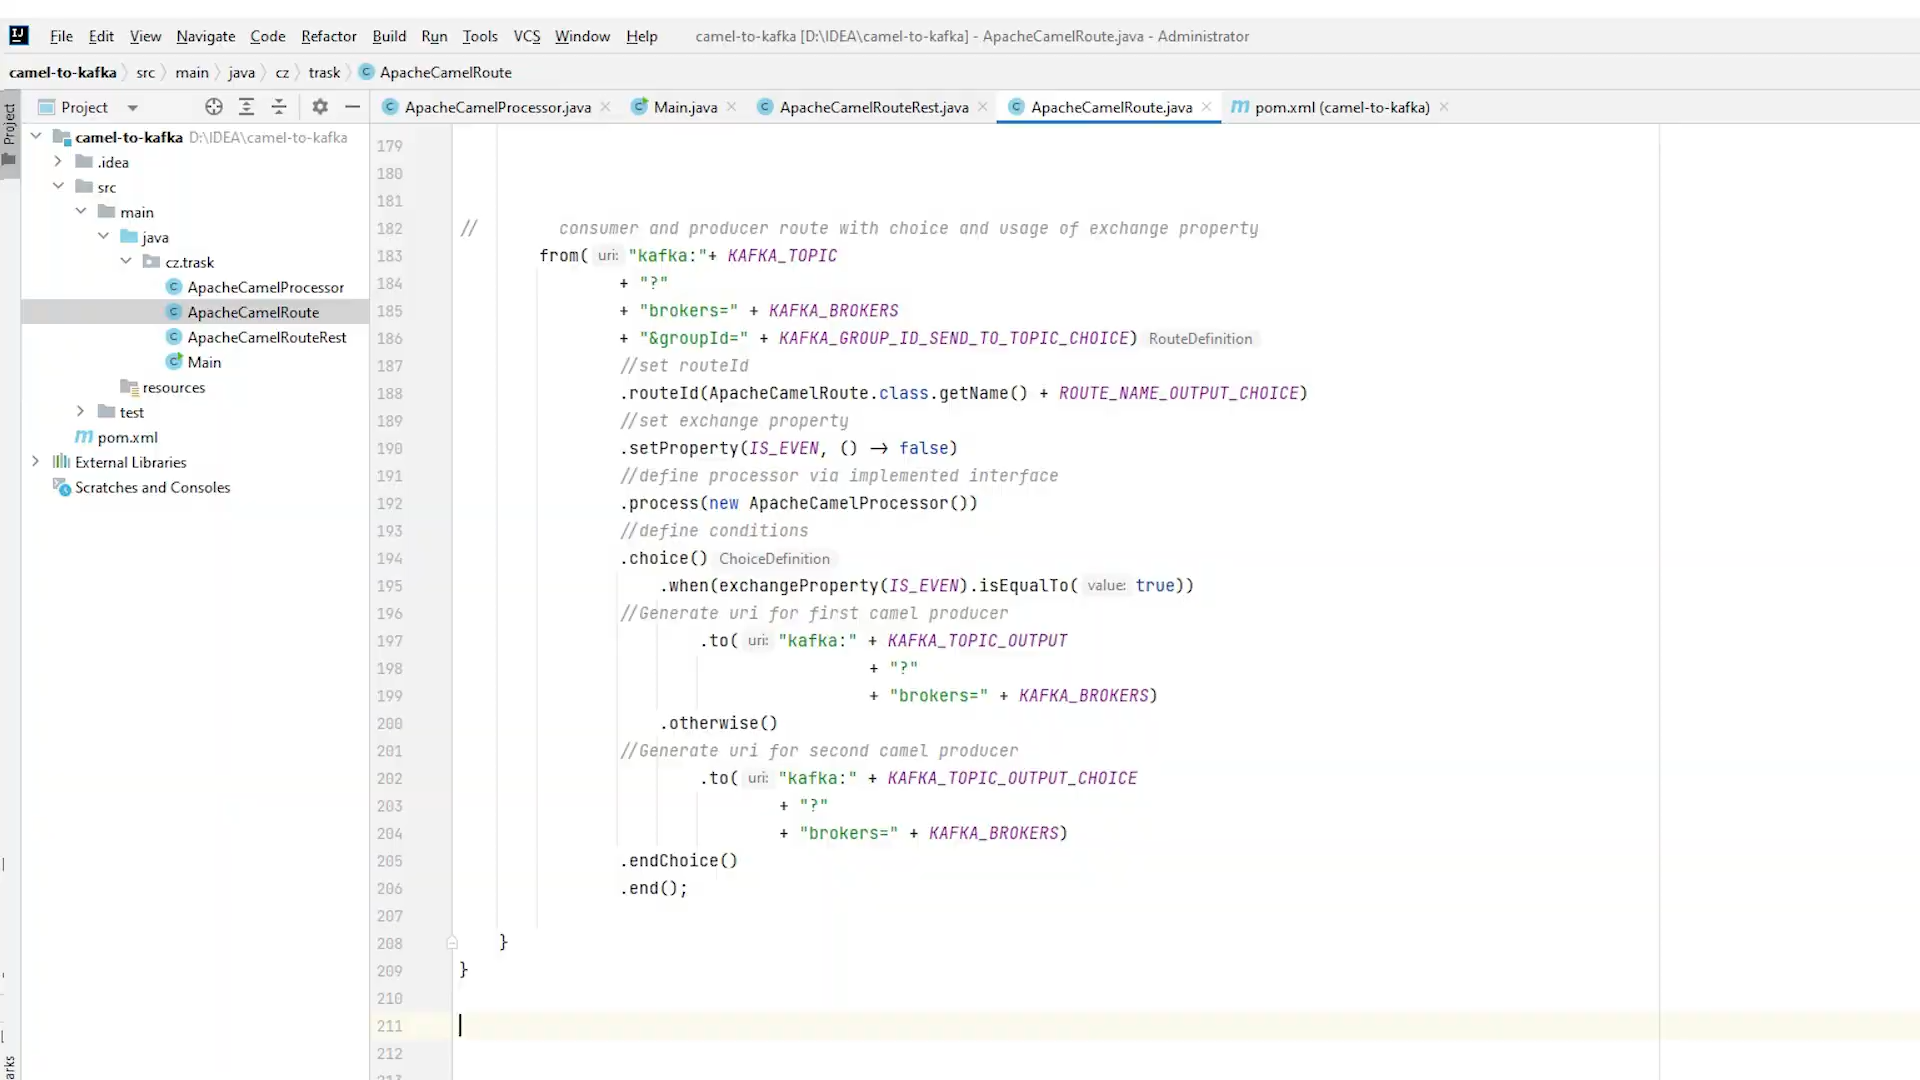 File Edit View Navigate Code Refactor Build Run Tools VCS Window Help camel-to-kafka [D:\IDEA\camel-to-kafka] - ApacheCamelRoute.java - Administrator
camel-to-kafka src main java cz trask ApacheCamelRoute
Project
Project
ApacheCamelProcessor.java Main.java ApacheCamelRouteRest.java ApacheCamelRoute.java pom.xml (camel-to-kafka)
camel-to-kafka D:\IDEA\camel-to-kafka
.idea
src
main
java
cz.trask
ApacheCamelProcessor
ApacheCamelRoute
ApacheCamelRouteRest
Main
resources
test
pom.xml
External Libraries
Scratches and Consoles
179
180
181
182 // consumer and producer route with choice and usage of exchange property
183 from( uri: "kafka:"+ KAFKA_TOPIC
184 + "?"
185 + "brokers=" + KAFKA_BROKERS
186 + "&groupId=" + KAFKA_GROUP_ID_SEND_TO_TOPIC_CHOICE) RouteDefinition
187 //set routeId
188 .routeId(ApacheCamelRoute.class.getName() + ROUTE_NAME_OUTPUT_CHOICE)
189 //set exchange property
190 .setProperty(IS_EVEN, () -> false)
191 //define processor via implemented interface
192 .process(new ApacheCamelProcessor())
193 //define conditions
194 .choice() ChoiceDefinition
195 .when(exchangeProperty(IS_EVEN).isEqualTo( value: true))
196 //Generate uri for first camel producer
197 .to( uri: "kafka:" + KAFKA_TOPIC_OUTPUT
198 + "?"
199 + "brokers=" + KAFKA_BROKERS)
200 .otherwise()
201 //Generate uri for second camel producer
202 .to( uri: "kafka:" + KAFKA_TOPIC_OUTPUT_CHOICE
203 + "?"
204 + "brokers=" + KAFKA_BROKERS)
205 .endChoice()
206 .end();
207
208 }
209 }
210
211
212